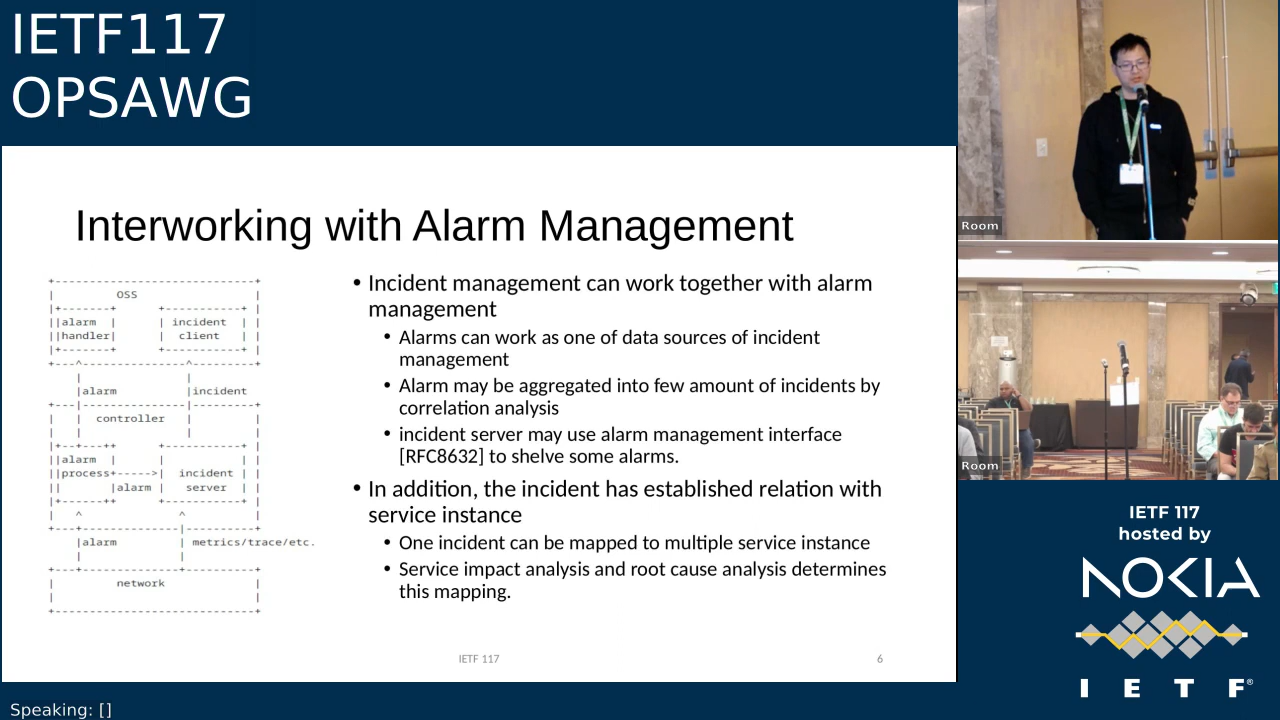 IETF117
OPSAWG
Interworking with Alarm Management
+-----------------------------+
|         OSS                 |
|+-------+      +-----------+ |
||alarm  |      | incident  | |
||handler|      |  client   | |
|+-------+      +-----------+ |
+---^---------------^---------+
    |               |
    |alarm          |incident
+---|---------------|---------+
|   |  controller   |         |
|   |               |         |
|+--+---++      +-----------+ |
||alarm  |      |           | |
||process+----->|  incident | |
||       |alarm |   server  | |
|+------++      +-----------+ |
|   ^              ^          |
+---+--------------|----------+
    |alarm         | metrics/trace/etc.
    |              |
+---+--------------+----------+
|         network             |
|                             |
+-----------------------------+
• Incident management can work together with alarm
management
• Alarms can work as one of data sources of incident
management
• Alarm may be aggregated into few amount of incidents by
correlation analysis
• incident server may use alarm management interface
[RFC8632] to shelve some alarms.
• In addition, the incident has established relation with
service instance
• One incident can be mapped to multiple service instance
• Service impact analysis and root cause analysis determines
this mapping.
IETF 117
6
Room
Room
IETF 117
hosted by
NOKIA
I E T F®
Speaking: []